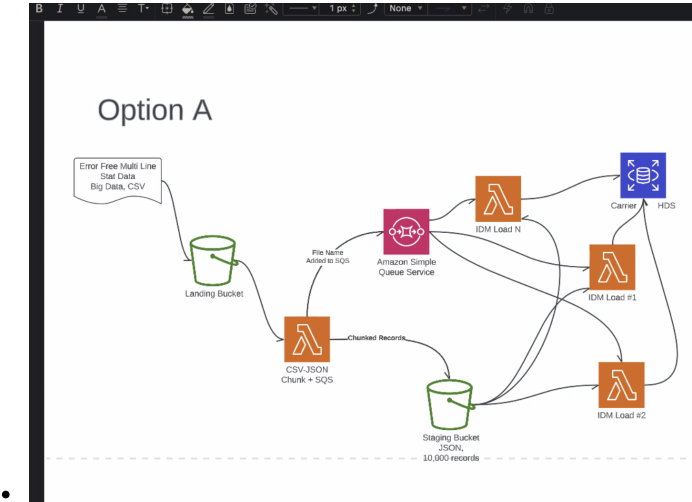 B I U A T
1 px
None
Option A
Error Free Multi Line
Stat Data
Big Data, CSV
Landing Bucket
File Name
Added to SQS
Amazon Simple
Queue Service
IDM Load N
Carrier HDS
IDM Load #1
CSV-JSON
Chunk + SQS
Chunked Records
IDM Load #2
Staging Bucket
JSON,
10,000 records